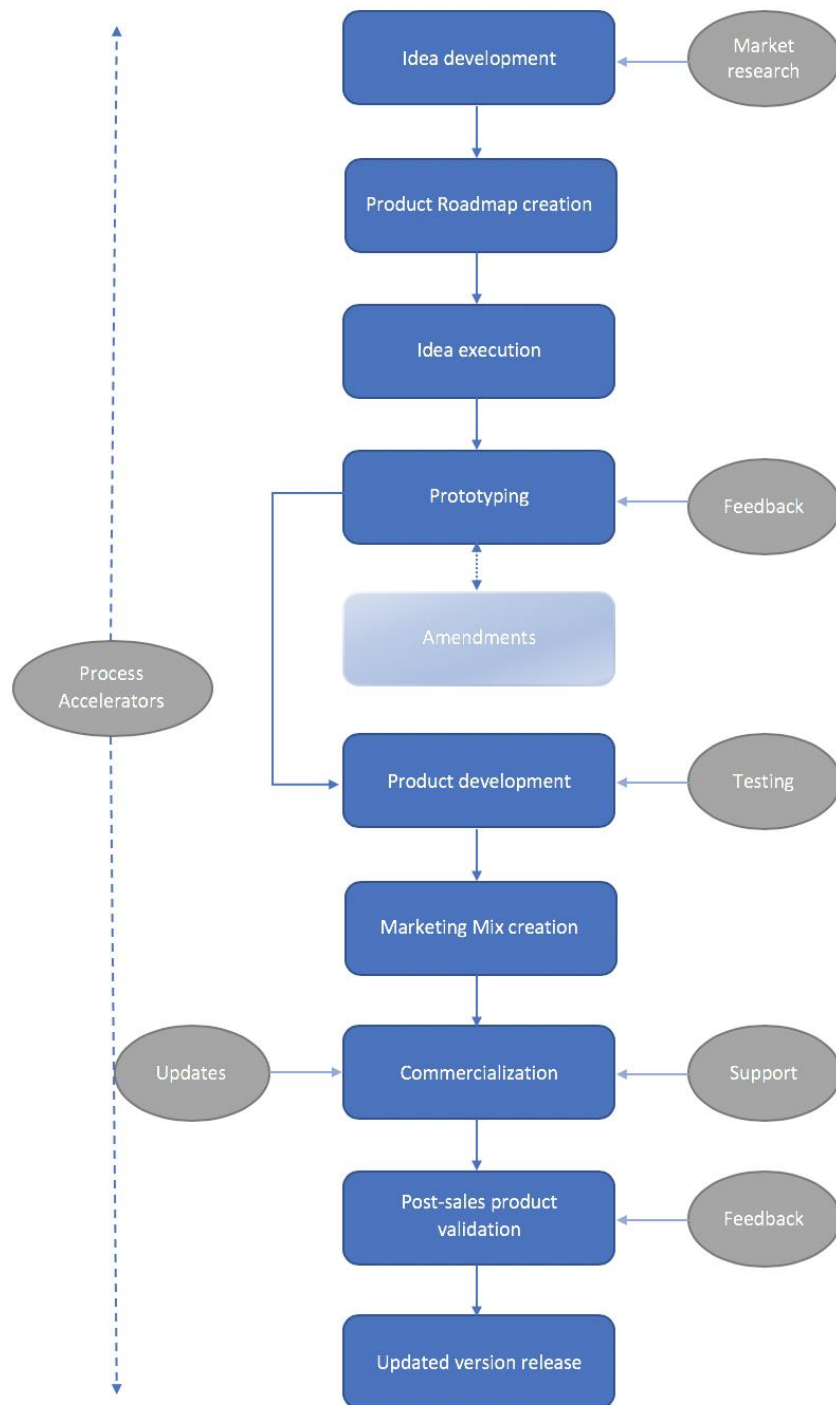 Idea development
Market
research
Product Roadmap creation
Idea execution
Prototyping
Feedback
Amendments
Process
Accelerators
Product development
Testing
Marketing Mix creation
Updates
Commercialization
Support
Post-sales product
validation
Feedback
Updated version release